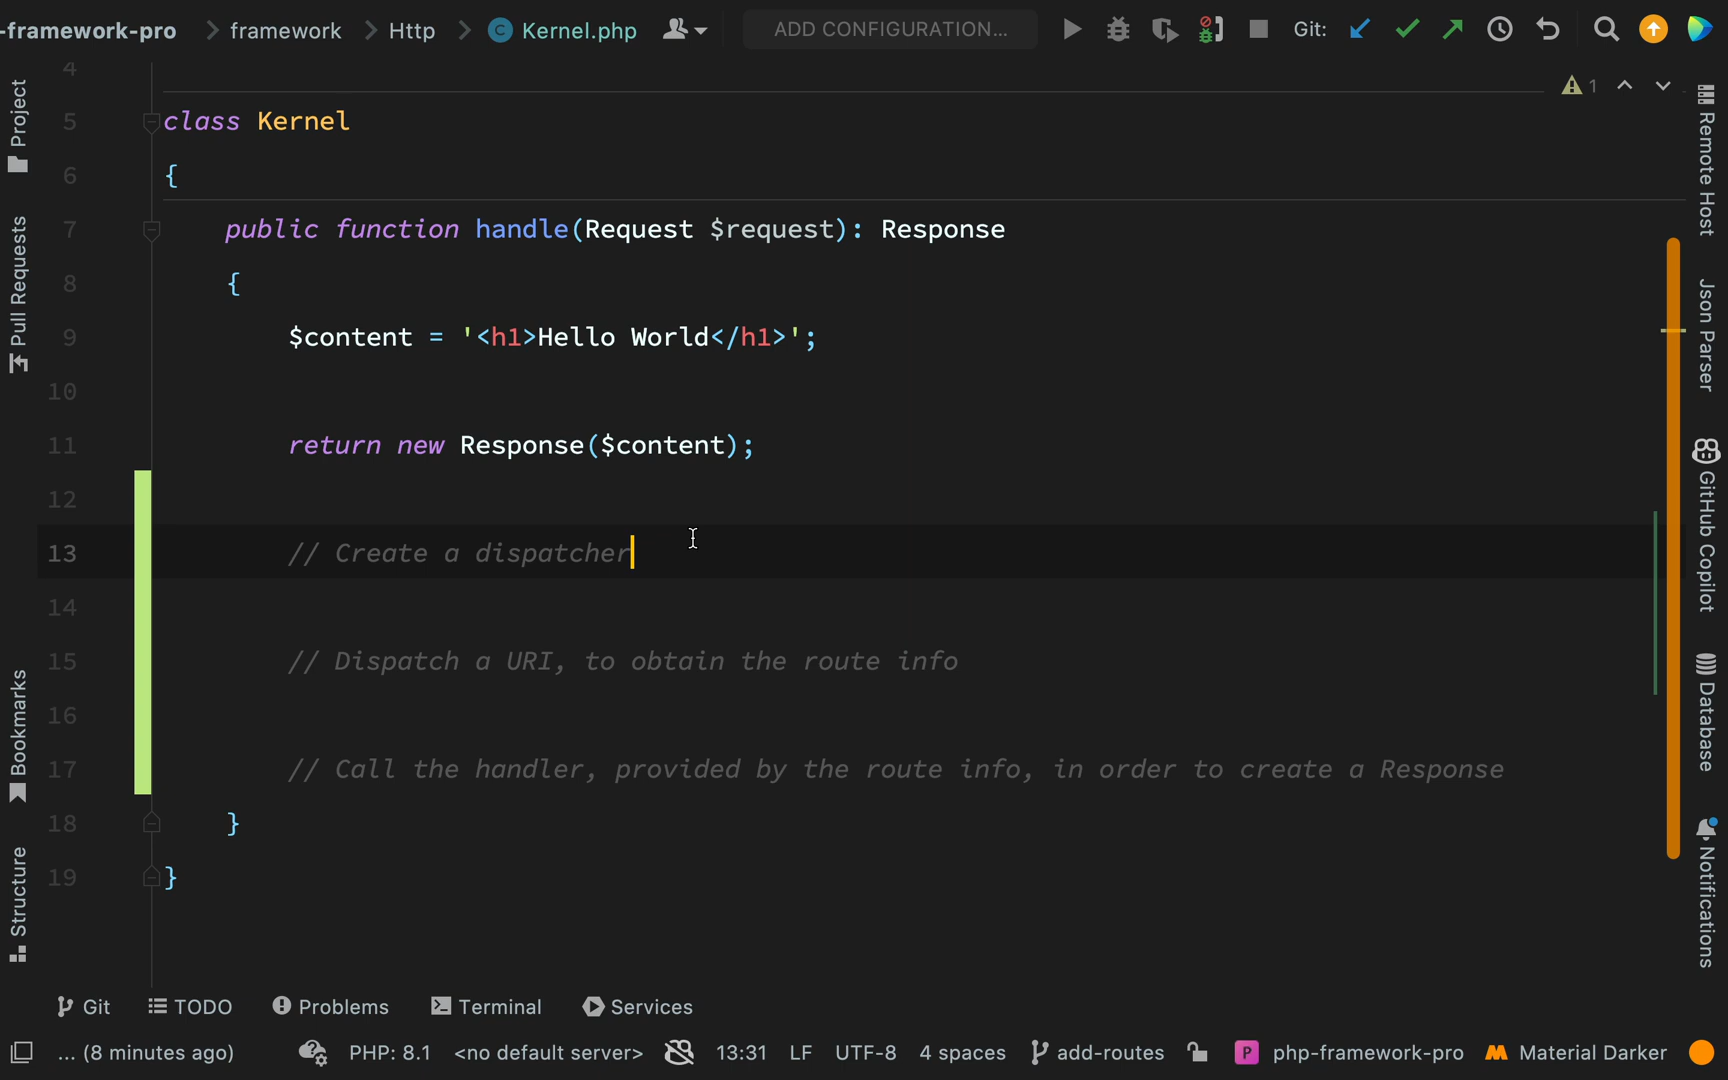 -framework-pro framework Http Kernel.php ADD CONFIGURATION... Git:
4
1
5 class Kernel
6 {
7 public function handle(Request $request): Response
8 {
9 $content = '<h1>Hello World</h1>';
10
11 return new Response($content);
12
13 // Create a dispatcher
14
15 // Dispatch a URI, to obtain the route info
16
17 // Call the handler, provided by the route info, in order to create a Response
18 }
19 }
Project
Pull Requests
Bookmarks
Structure
Remote Host
Json Parser
GitHub Copilot
Database
Notifications
Git TODO Problems Terminal Services
... (8 minutes ago) PHP: 8.1 <no default server> 13:31 LF UTF-8 4 spaces add-routes P php-framework-pro Material Darker